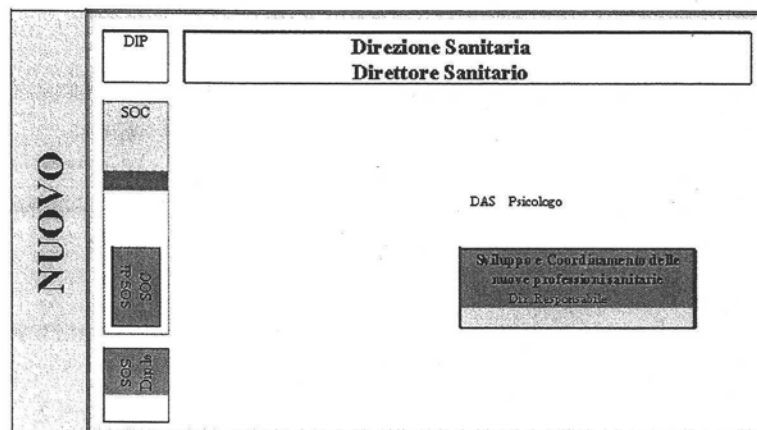 NUOVO
DIP
Direzione Sanitaria
Direttore Sanitario
SOC
DAS Psicologo
SOS
Sviluppo e Coordinamento delle
nuove professioni sanitarie
Dir. Responsabile
SOS
Dip.le